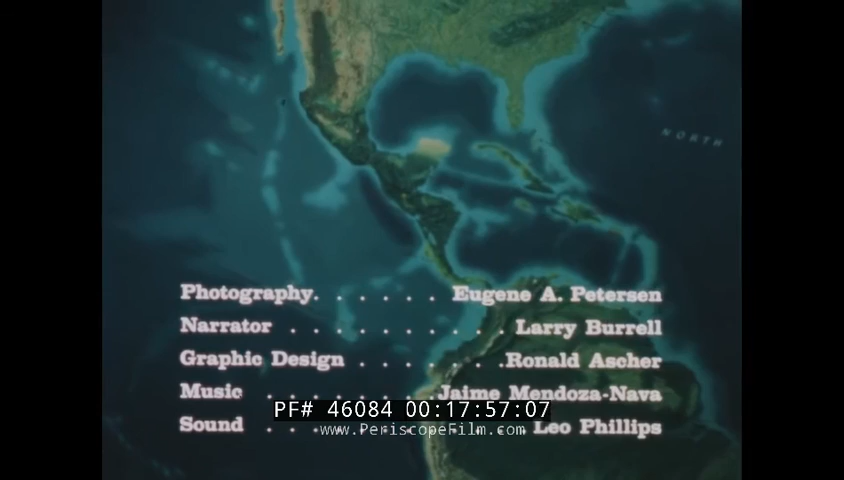 NORTH
Photography. . . . . . . Eugene A. Petersen
Narrator . . . . . . . . . . Larry Burrell
Graphic Design . . . . . . .Ronald Ascher
Music . . . . . . . .Jaime Mendoza-Nava
PF# 46084 00:17:57:07
Sound . . . . . . . . . . . Leo Phillips
www.PeriscopeFilm.com